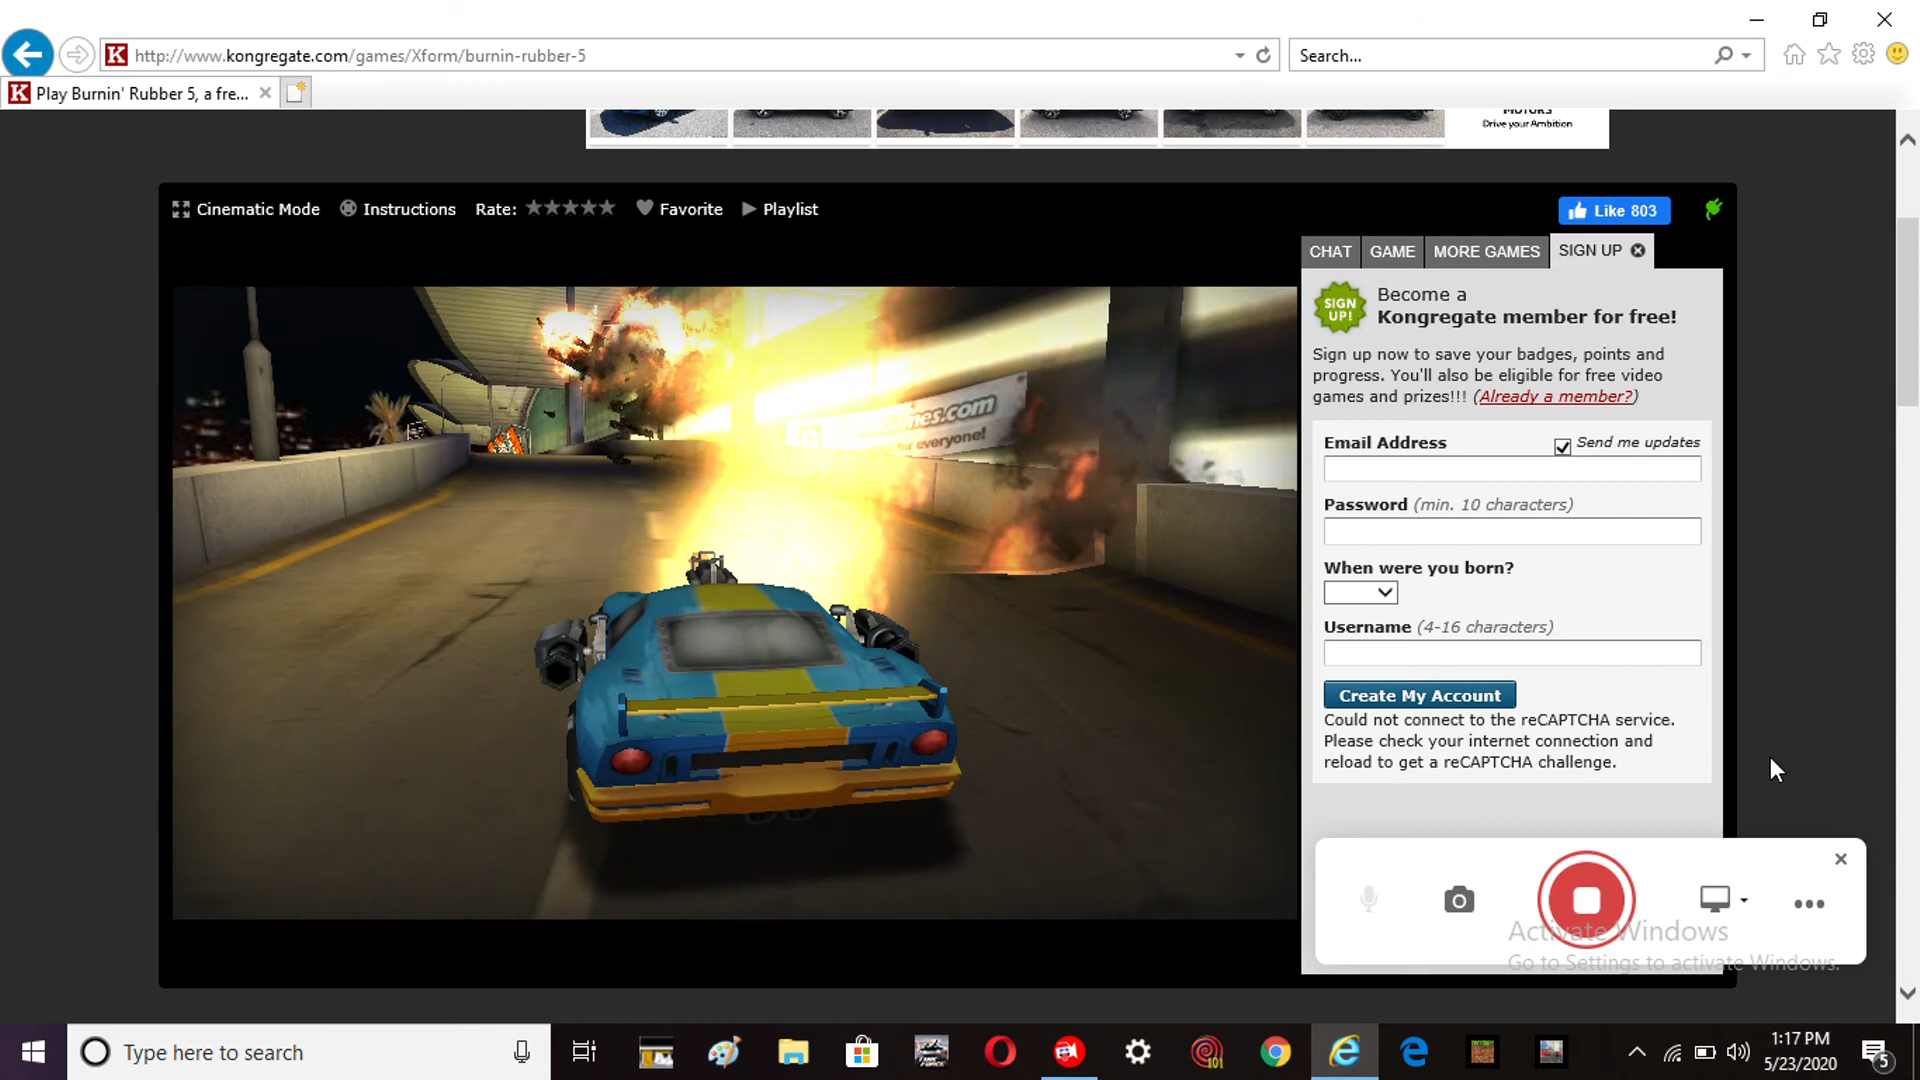 http://www.kongregate.com/games/Xform/burnin-rubber-5
Search...
Play Burnin' Rubber 5, a fre...
MOTORS
Drive your Ambition
Cinematic Mode
Instructions
Rate:
Favorite
Playlist
Like 803
CHAT
GAME
MORE GAMES
SIGN UP
SIGN UP!
Become a
Kongregate member for free!
Sign up now to save your badges, points and
progress. You'll also be eligible for free video
games and prizes!!! (Already a member?)
Email Address
Send me updates
Password (min. 10 characters)
When were you born?
Username (4-16 characters)
Create My Account
Could not connect to the reCAPTCHA service.
Please check your internet connection and
reload to get a reCAPTCHA challenge.
games.com
for everyone!
Activate Windows
Go to Settings to activate Windows.
Type here to search
101
1:17 PM
5/23/2020
5